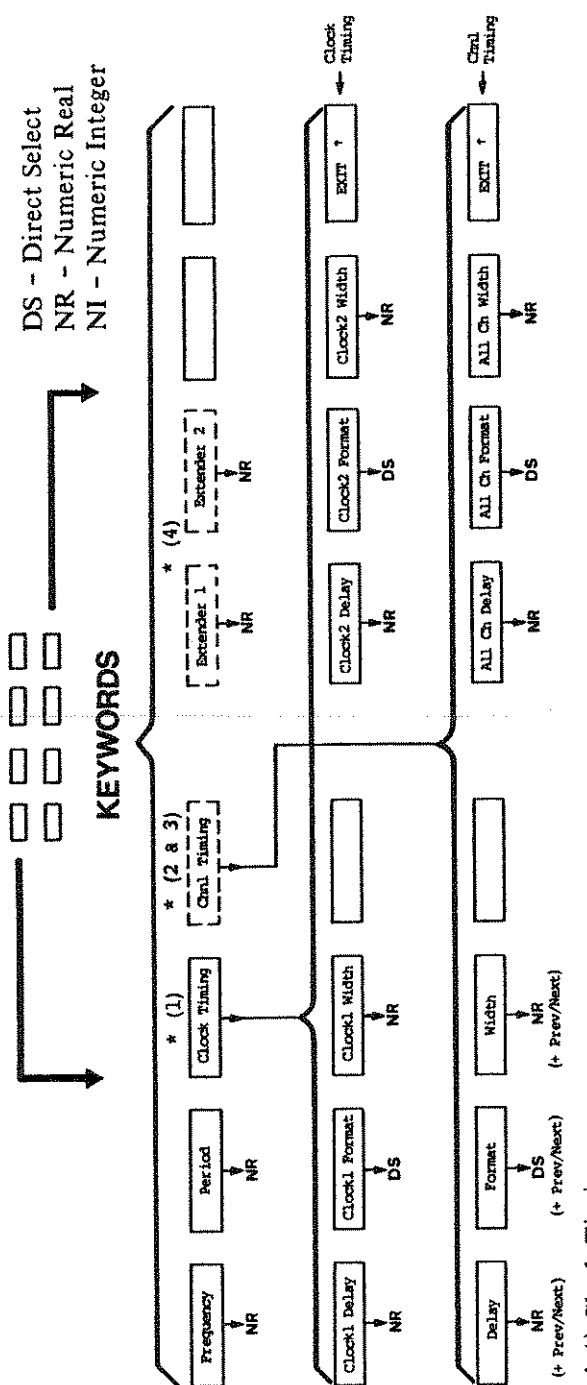 DS - Direct Select
NR - Numeric Real
NI - Numeric Integer
KEYWORDS
* (1)
* (2 & 3)
* (4)
Frequency
Period
Clock Timing
Chnl Timing
Extender 1
Extender 2
NR
NR
NR
NR
Clock1 Delay
Clock1 Format
Clock1 Width
Clock2 Delay
Clock2 Format
Clock2 Width
EXIT ↑
← Clock
Timing
NR
DS
NR
NR
DS
NR
Delay
Format
Width
All Ch Delay
All Ch Format
All Ch Width
EXIT ↑
← Chnl
Timing
NR
DS
NR
NR
DS
NR
(+ Prev/Next)
(+ Prev/Next)
(+ Prev/Next)